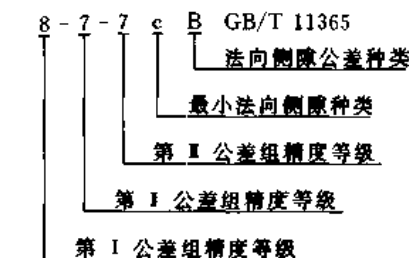 8-7-7 c B GB/T 11365
法向侧隙公差种类
最小法向侧隙种类
第 Ⅲ 公差组精度等级
第 Ⅱ 公差组精度等级
第 Ⅰ 公差组精度等级